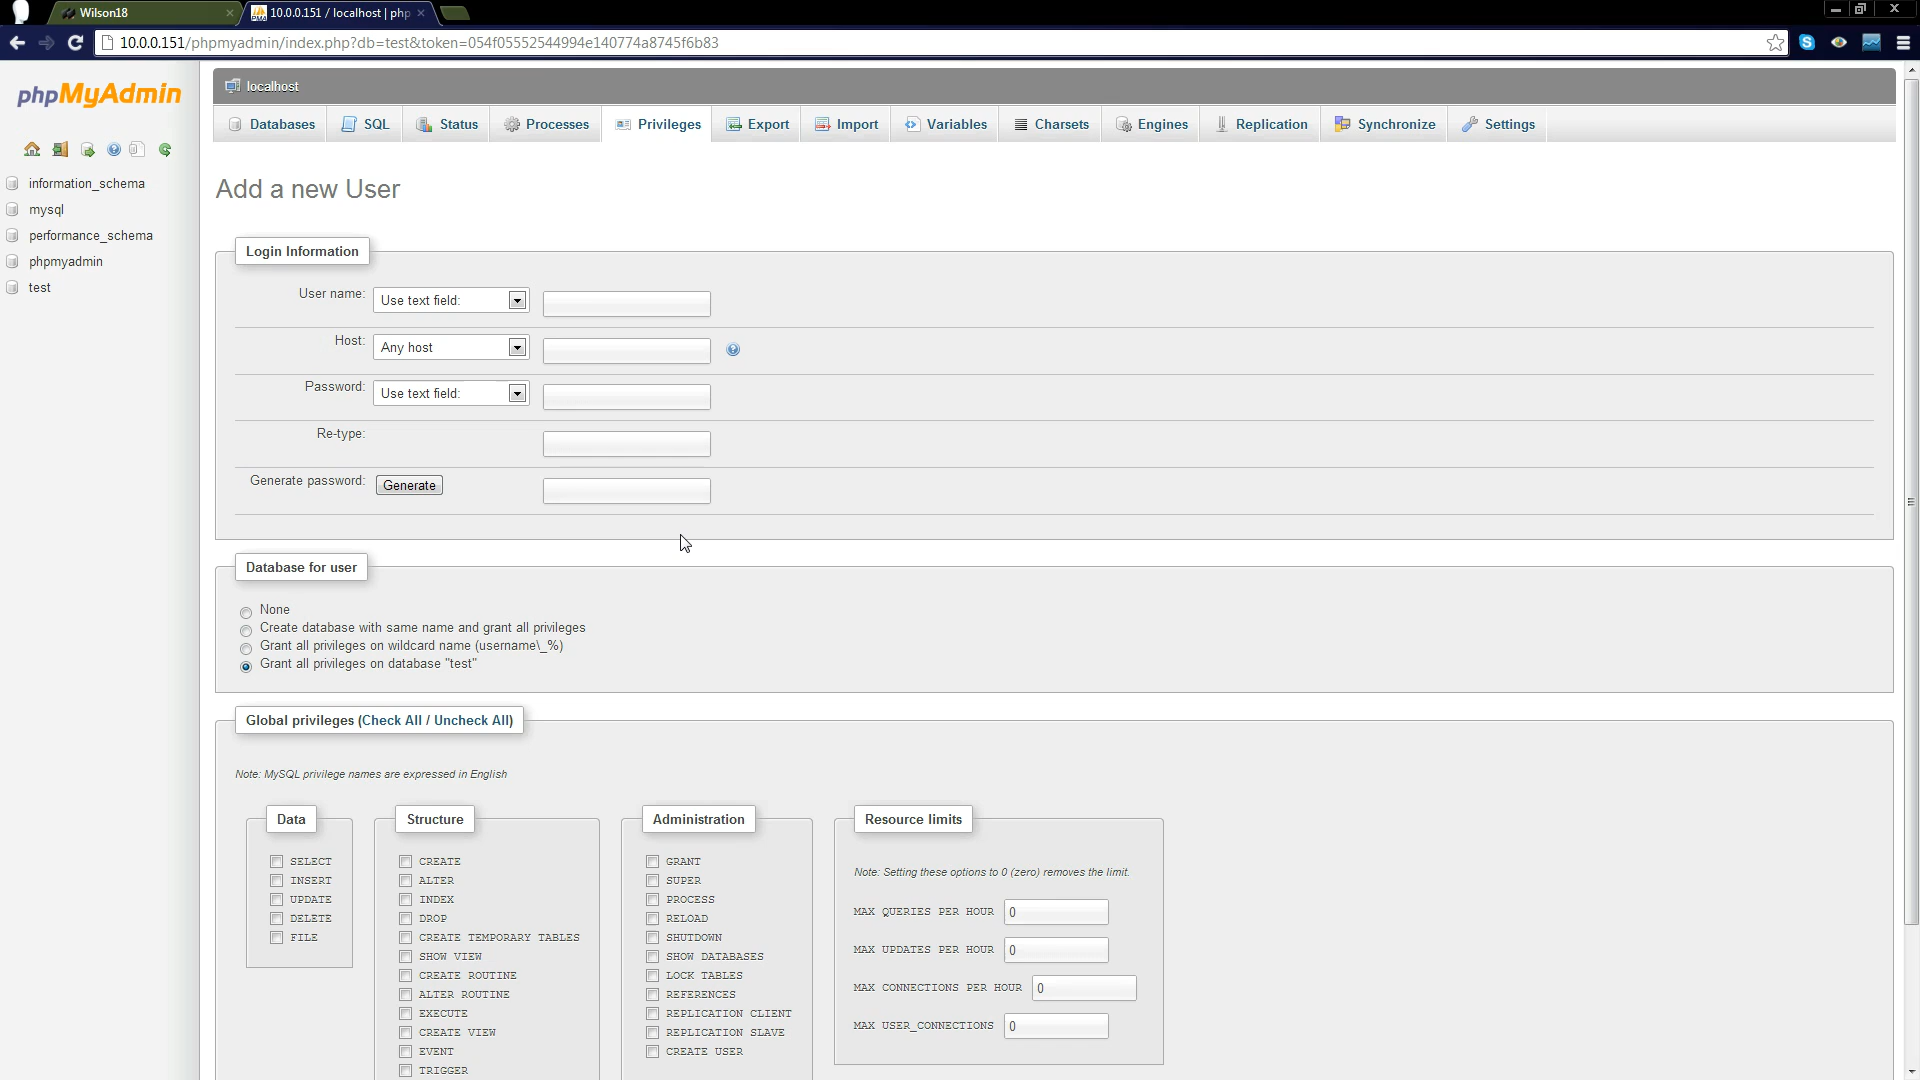 Wilson18
10.0.0.151 / localhost | php
10.0.0.151/phpmyadmin/index.php?db=test&token=054f05552544994e140774a8745f6b83
phpMyAdmin
localhost
Databases SQL Status Processes Privileges Export Import Variables Charsets Engines Replication Synchronize Settings
information_schema
mysql
performance_schema
phpmyadmin
test
Add a new User
Login Information
User name: Use text field:
Host: Any host
Password: Use text field:
Re-type:
Generate password: Generate
Database for user
None
Create database with same name and grant all privileges
Grant all privileges on wildcard name (username\_%)
Grant all privileges on database "test"
Global privileges (Check All / Uncheck All)
Note: MySQL privilege names are expressed in English
Data
SELECT
INSERT
UPDATE
DELETE
FILE
Structure
CREATE
ALTER
INDEX
DROP
CREATE TEMPORARY TABLES
SHOW VIEW
CREATE ROUTINE
ALTER ROUTINE
EXECUTE
CREATE VIEW
EVENT
TRIGGER
Administration
GRANT
SUPER
PROCESS
RELOAD
SHUTDOWN
SHOW DATABASES
LOCK TABLES
REFERENCES
REPLICATION CLIENT
REPLICATION SLAVE
CREATE USER
Resource limits
Note: Setting these options to 0 (zero) removes the limit.
MAX QUERIES PER HOUR 0
MAX UPDATES PER HOUR 0
MAX CONNECTIONS PER HOUR 0
MAX USER_CONNECTIONS 0